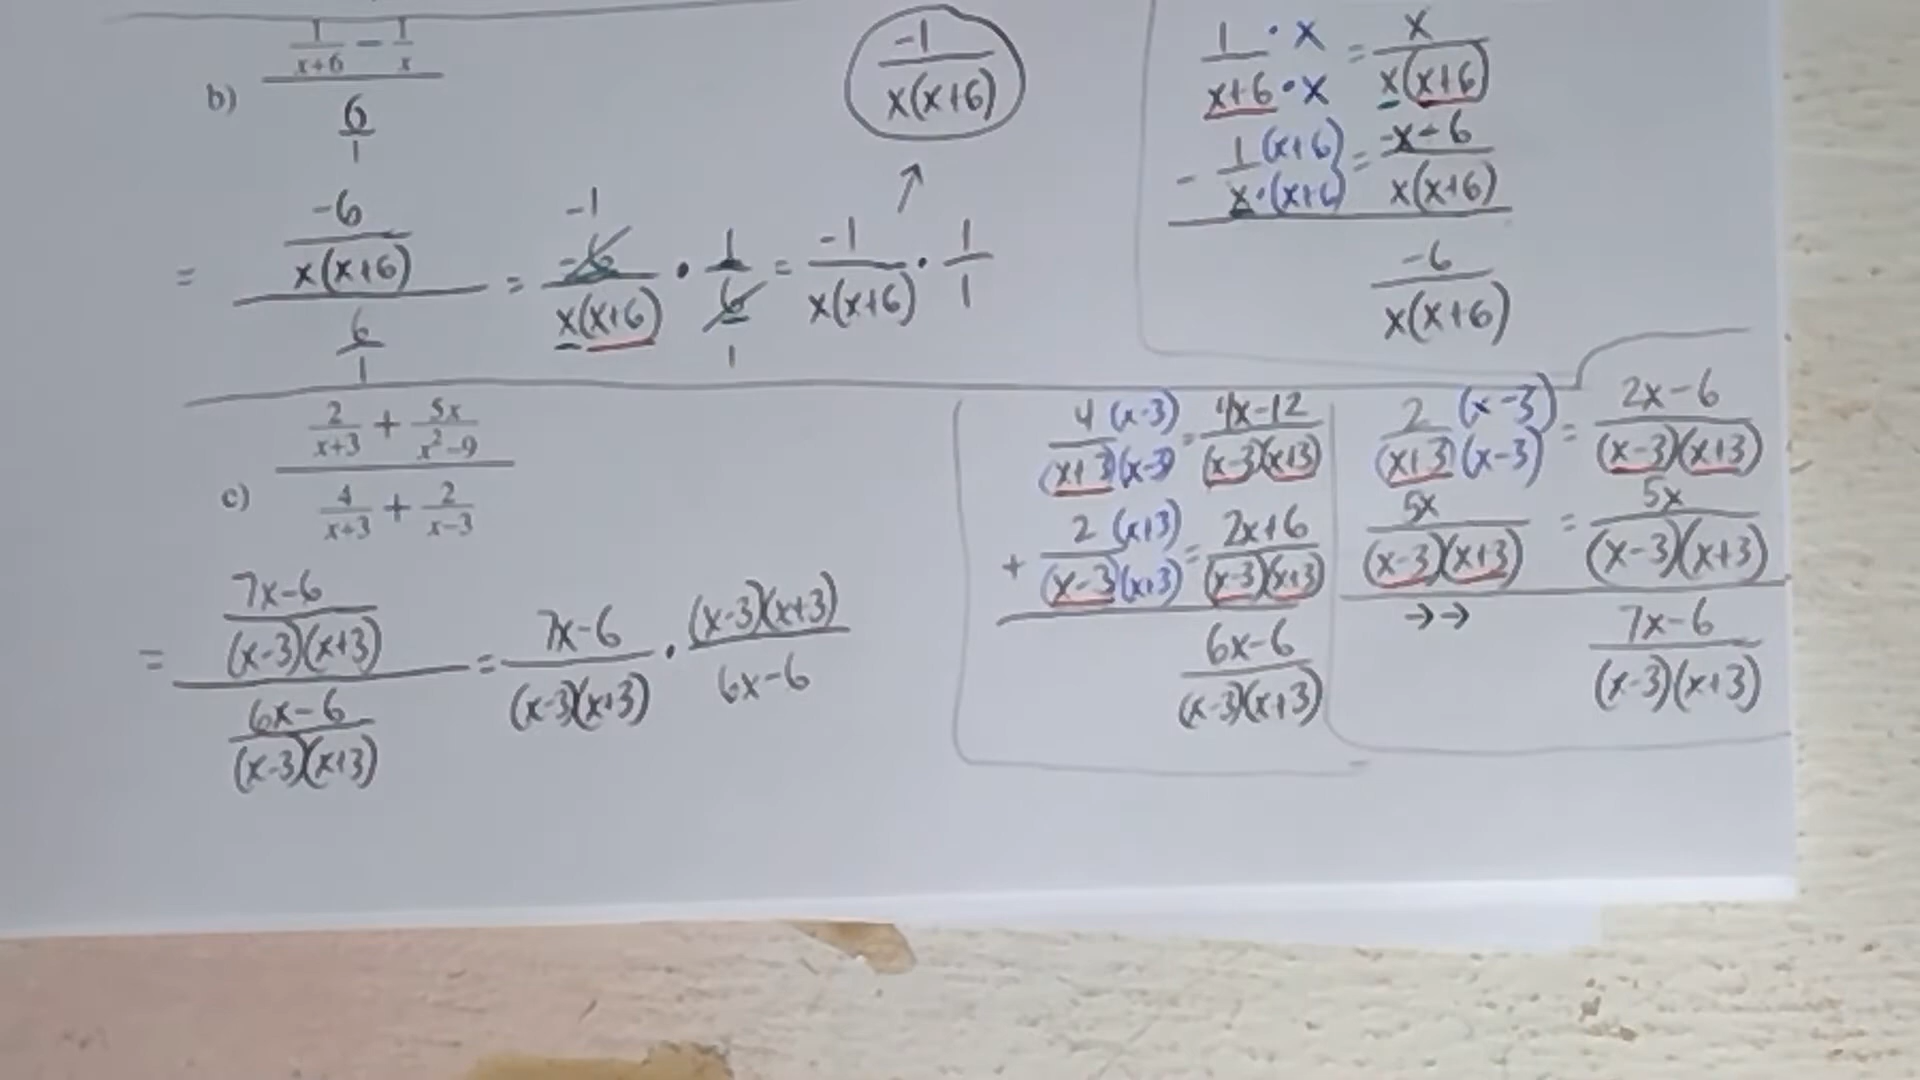 b) (1/(x+6) − 1/x) / (6/1)
= (-6/(x(x+6))) / (6/1) = -6/(x(x+6)) · 1/6 = -1/(x(x+6)) · 1/1
-1
1
↗
-1/(x(x+6))
1·x/(x+6·x) = x/(x(x+6))
- 1(x+6)/(x·(x+6)) = -x-6/(x(x+6))
-6/(x(x+6))
c) (2/(x+3) + 5x/(x²−9)) / (4/(x+3) + 2/(x−3))
= ((7x-6)/((x-3)(x+3))) / ((6x-6)/((x-3)(x+3))) = (7x-6)/((x-3)(x+3)) · ((x-3)(x+3))/(6x-6)
4(x-3)/((x+3)(x-3)) = (4x-12)/((x-3)(x+3))
+ 2(x+3)/((x-3)(x+3)) = (2x+6)/((x-3)(x+3))
(6x-6)/((x-3)(x+3))
2(x-3)/((x+3)(x-3)) = (2x-6)/((x-3)(x+3))
5x/((x-3)(x+3)) = 5x/((x-3)(x+3))
→→ (7x-6)/((x-3)(x+3))